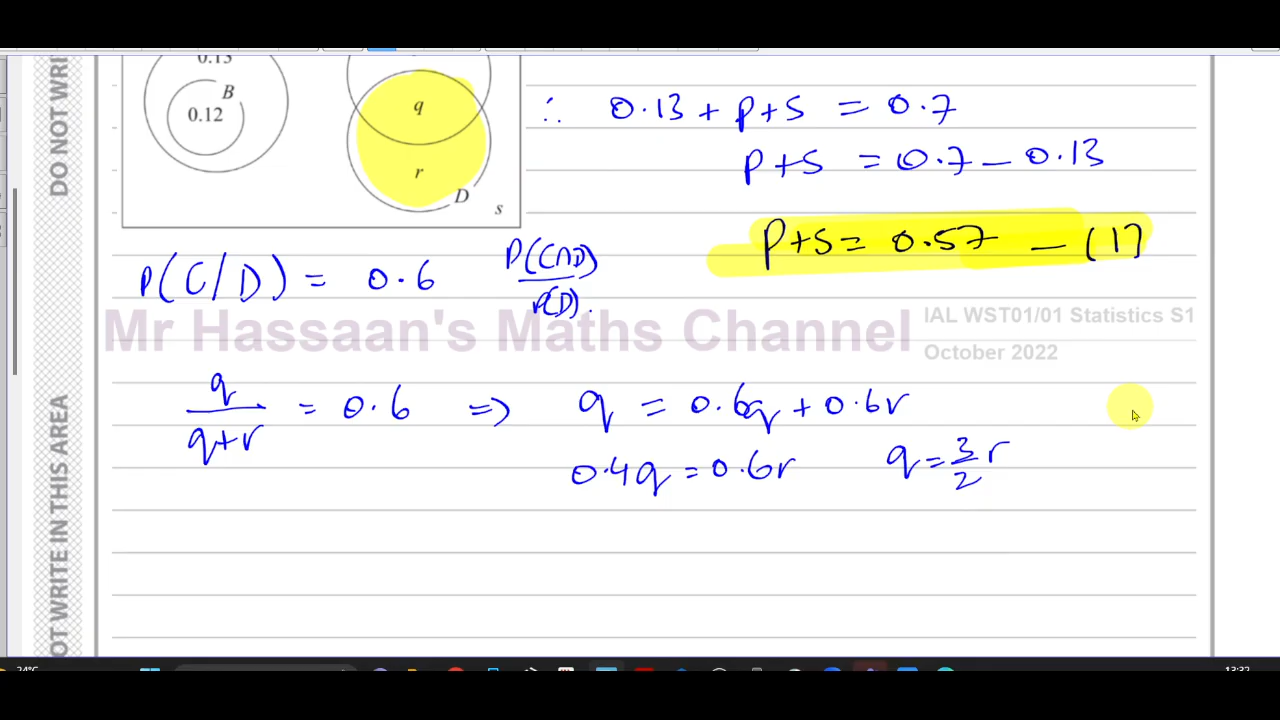 DO NOT WRI
OT WRITE IN THIS AREA
0.13
B
0.12
q
r
D
s
∴ 0.13 + p+s = 0.7
p+s = 0.7 - 0.13
p+s = 0.57 - (1)
P(C/D) = 0.6 P(C∩D)/P(D).
Mr Hassaan's Maths Channel
IAL WST01/01 Statistics S1
October 2022
q/q+r = 0.6 => q = 0.6q + 0.6r
0.4q = 0.6r q = 3/2 r